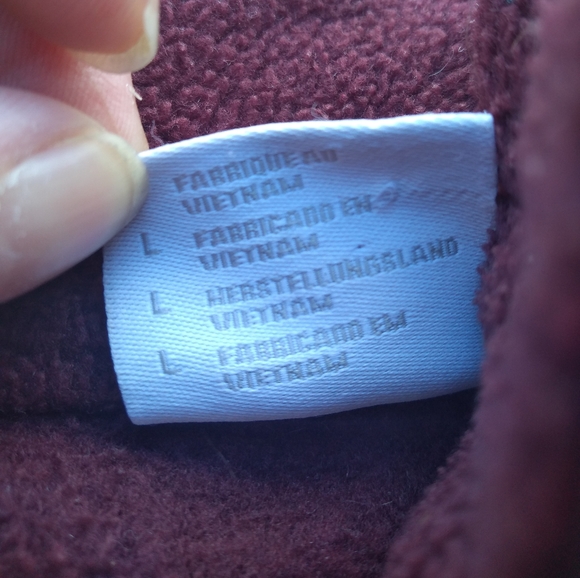 FABRIQUE AU
VIETNAM
L FABRICADO EN
VIETNAM
L HERSTELLUNGSLAND
VIETNAM
L FABRICADO EM
VIETNAM